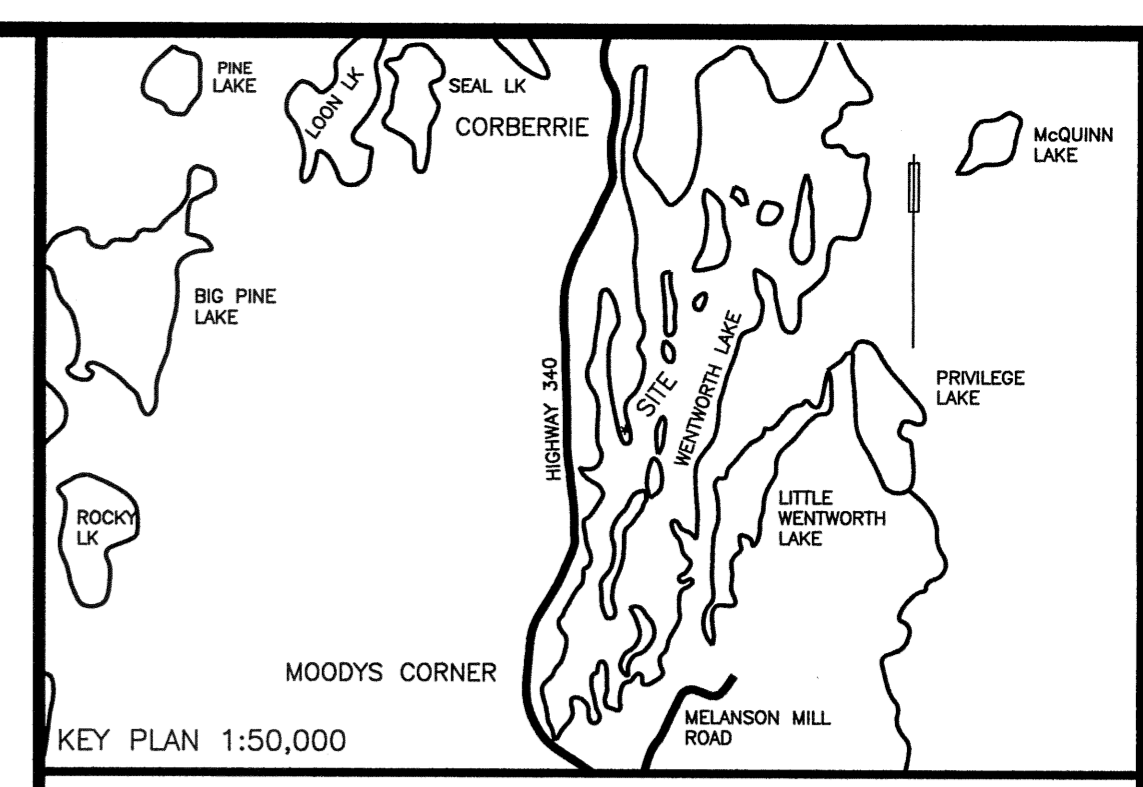 PINE
LAKE
LOON LK
SEAL LK
CORBERRIE
McQUINN
LAKE
BIG PINE
LAKE
HIGHWAY 340
SITE
WENTWORTH LAKE
PRIVILEGE
LAKE
ROCKY
LK
LITTLE
WENTWORTH
LAKE
MOODYS CORNER
MELANSON MILL
ROAD
KEY PLAN 1:50,000